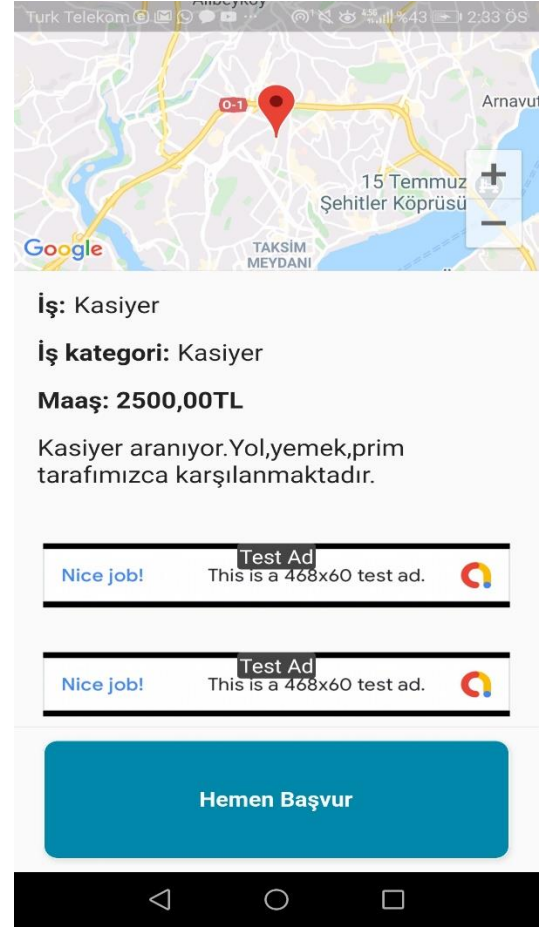 Alibeyköy
Turk Telekom ... %43 2:33 ÖS
O-1
Arnavut
15 Temmuz
Şehitler Köprüsü
+
−
Google
TAKSİM
MEYDANI
İş: Kasiyer
İş kategori: Kasiyer
Maaş: 2500,00TL
Kasiyer aranıyor.Yol,yemek,prim
tarafımızca karşılanmaktadır.
Test Ad
Nice job! This is a 468x60 test ad.
Test Ad
Nice job! This is a 468x60 test ad.
Hemen Başvur